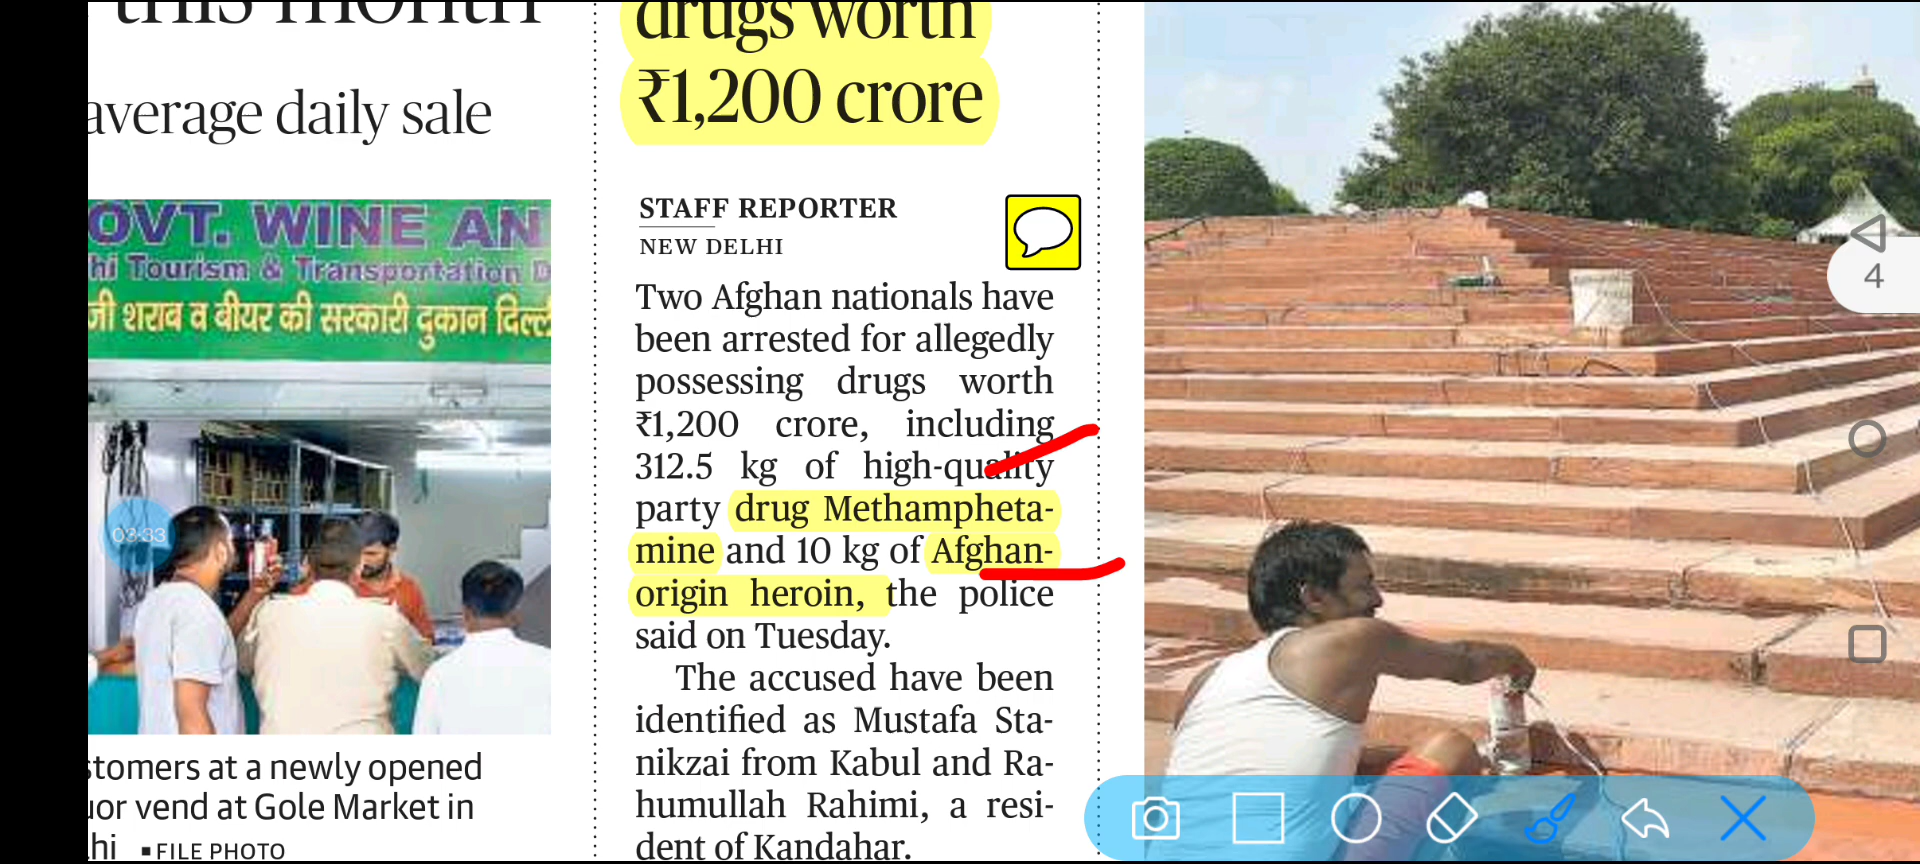 this month
average daily sale
OVT. WINE AN
hi Tourism & Transportation D
जी शराब व बीयर की सरकारी दुकान दिल्ली
03:33
stomers at a newly opened
uor vend at Gole Market in
hi ▪ FILE PHOTO
drugs worth
₹1,200 crore
STAFF REPORTER
NEW DELHI
Two Afghan nationals have
been arrested for allegedly
possessing drugs worth
₹1,200 crore, including
312.5 kg of high-quality
party drug Methampheta-
mine and 10 kg of Afghan-
origin heroin, the police
said on Tuesday.
The accused have been
identified as Mustafa Sta-
nikzai from Kabul and Ra-
humullah Rahimi, a resi-
dent of Kandahar.
4